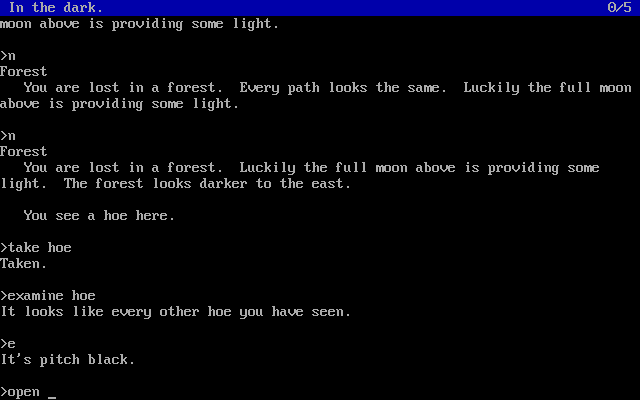 In the dark. 0/5
moon above is providing some light.
>n
Forest
You are lost in a forest. Every path looks the same. Luckily the full moon
above is providing some light.
>n
Forest
You are lost in a forest. Luckily the full moon above is providing some
light. The forest looks darker to the east.
You see a hoe here.
>take hoe
Taken.
>examine hoe
It looks like every other hoe you have seen.
>e
It's pitch black.
>open _